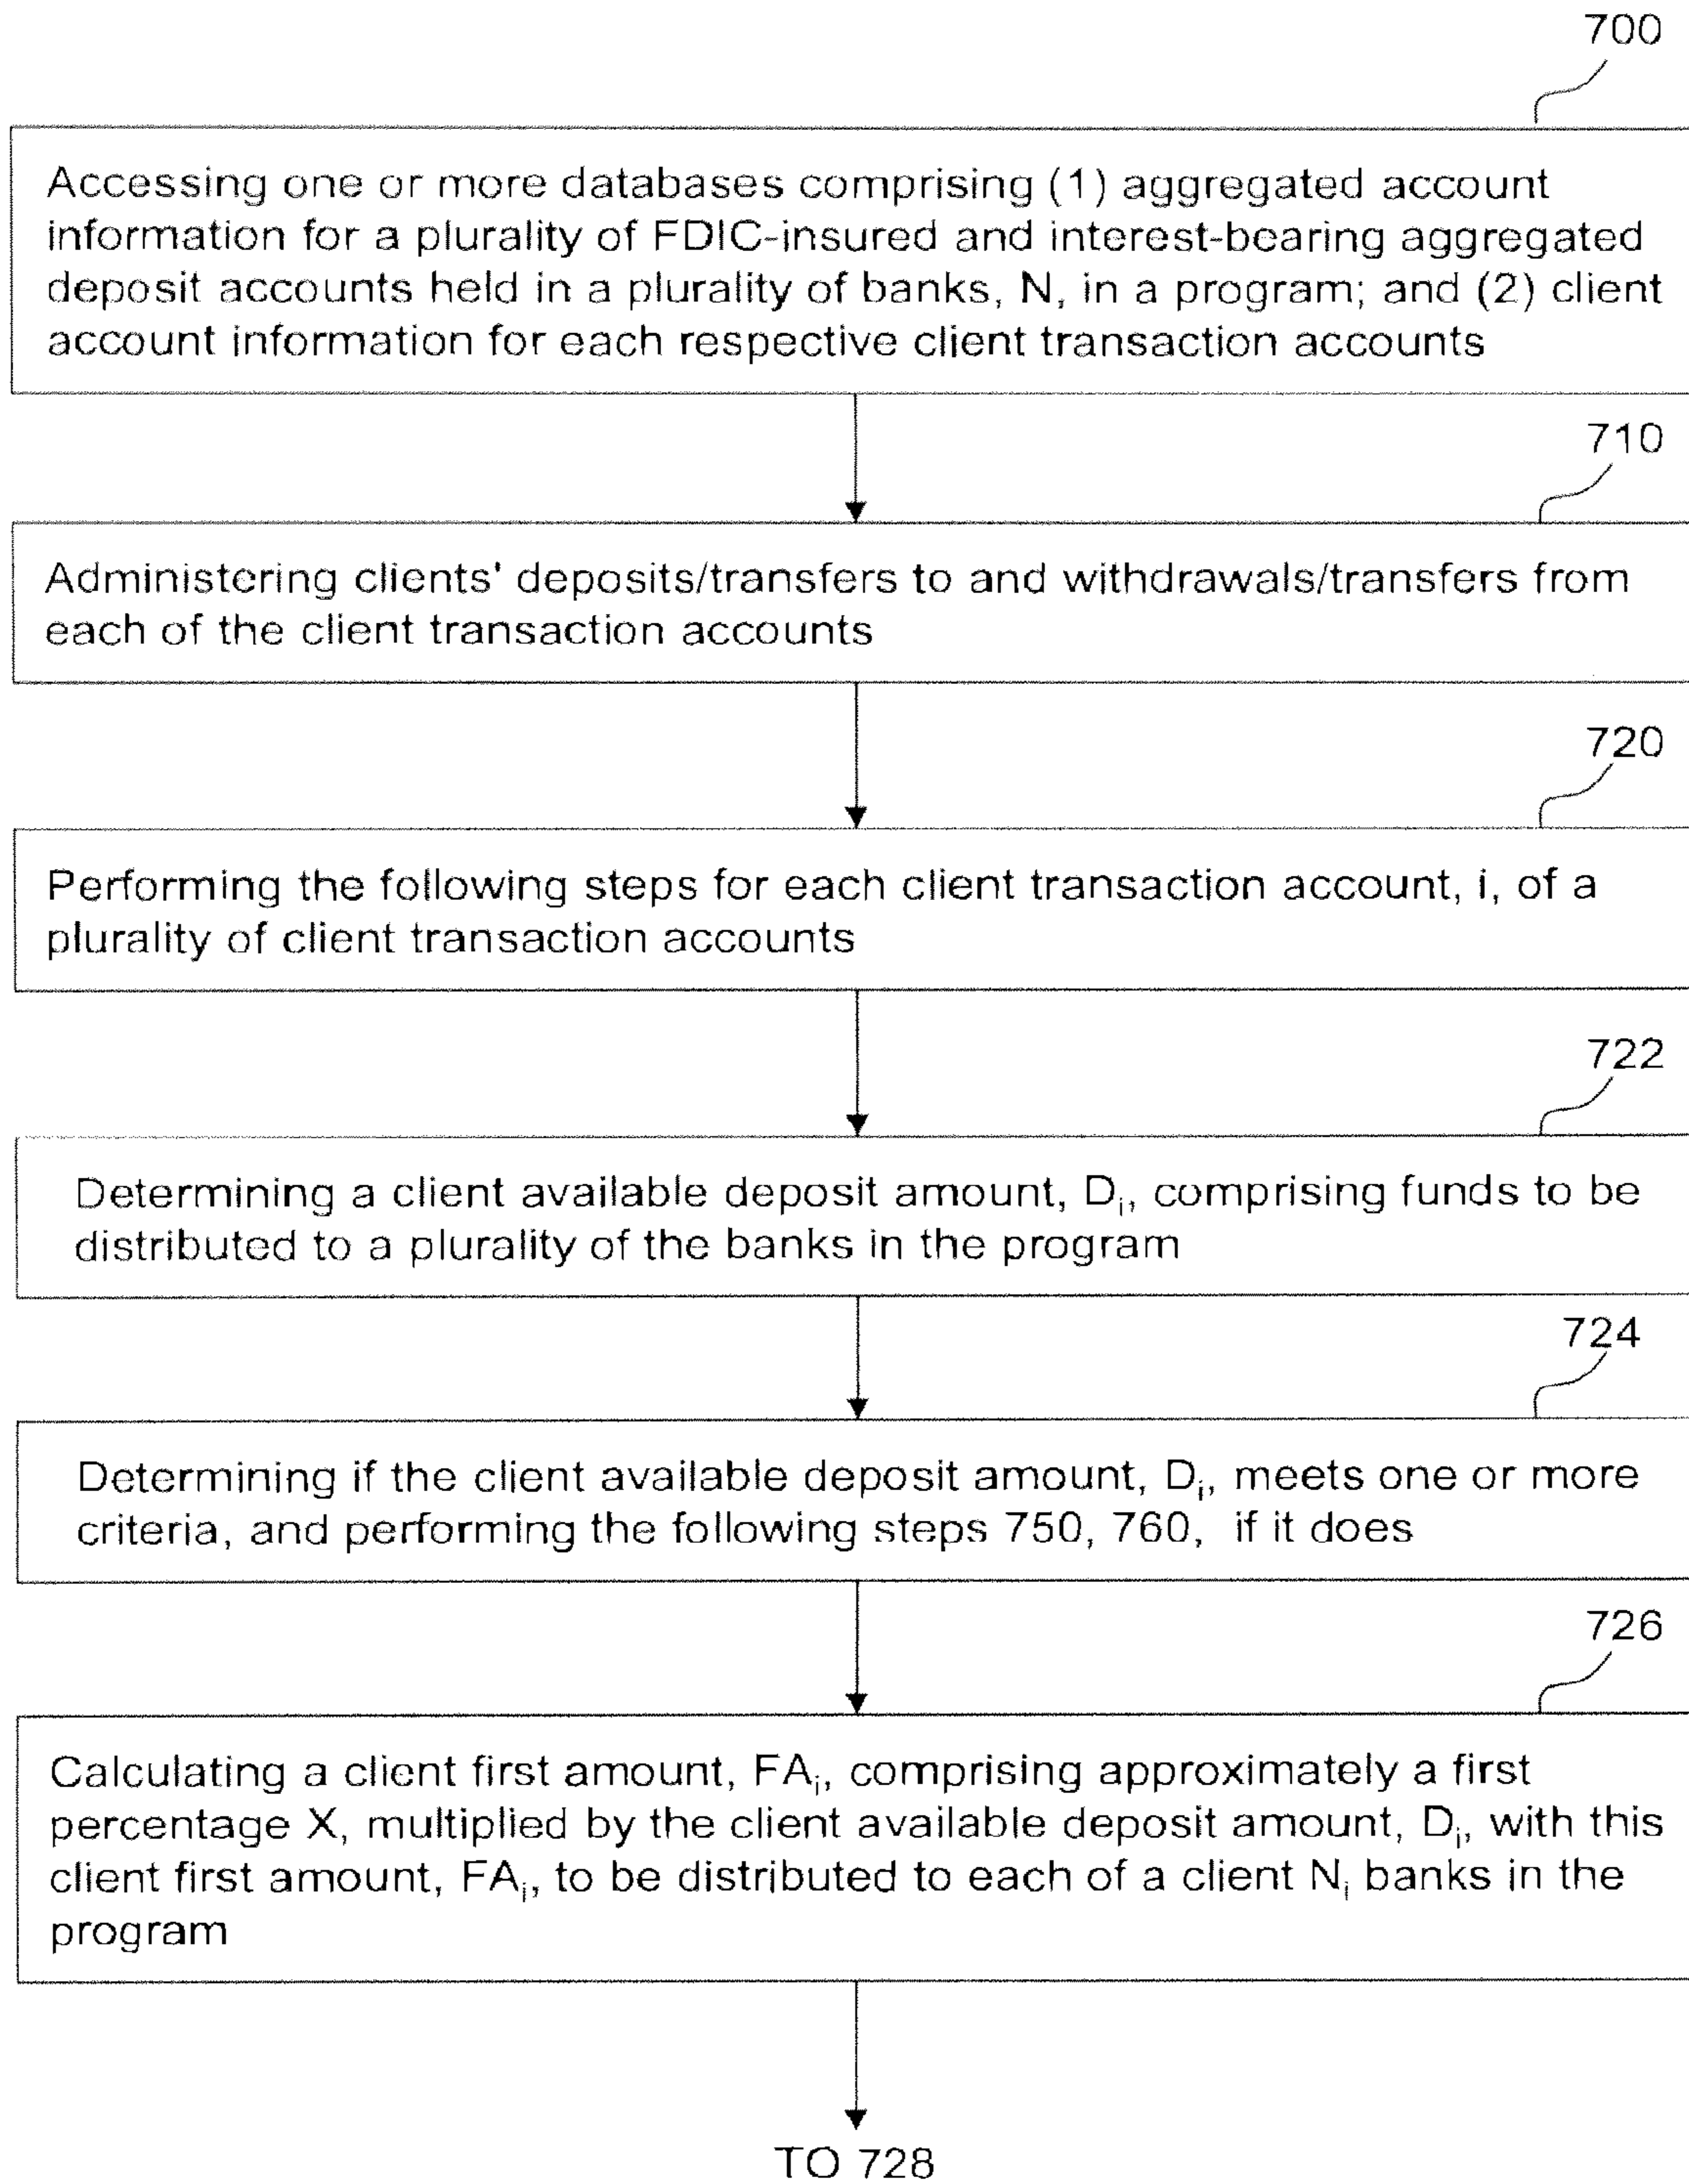 700
Accessing one or more databases comprising (1) aggregated account
information for a plurality of FDIC-insured and interest-bearing aggregated
deposit accounts held in a plurality of banks, N, in a program; and (2) client
account information for each respective client transaction accounts
710
Administering clients' deposits/transfers to and withdrawals/transfers from
each of the client transaction accounts
720
Performing the following steps for each client transaction account, i, of a
plurality of client transaction accounts
722
Determining a client available deposit amount, Di, comprising funds to be
distributed to a plurality of the banks in the program
724
Determining if the client available deposit amount, Di, meets one or more
criteria, and performing the following steps 750, 760, if it does
726
Calculating a client first amount, FAi, comprising approximately a first
percentage X, multiplied by the client available deposit amount, Di, with this
client first amount, FAi, to be distributed to each of a client Ni banks in the
program
TO 728